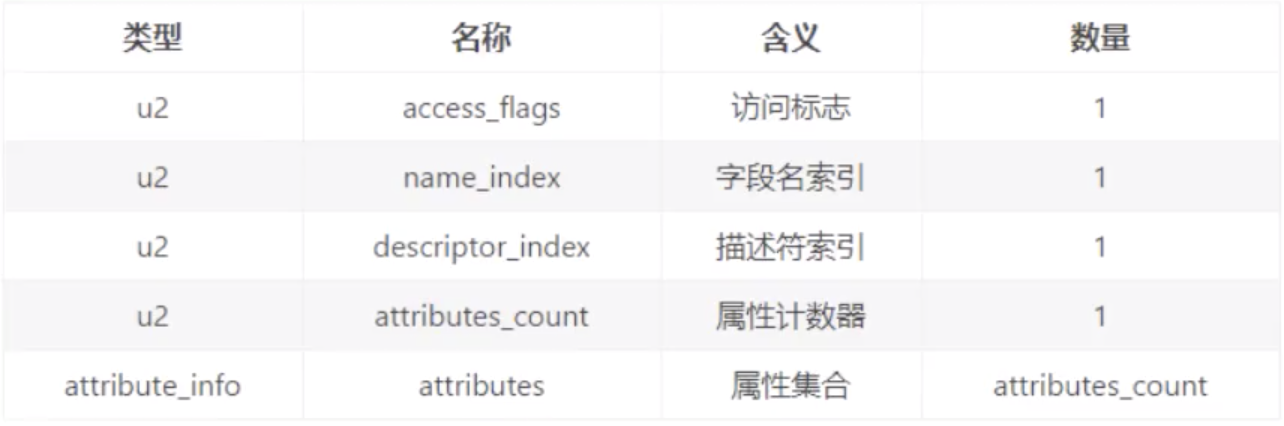 类型 名称 含义 数量
u2 access_flags 访问标志 1
u2 name_index 字段名索引 1
u2 descriptor_index 描述符索引 1
u2 attributes_count 属性计数器 1
attribute_info attributes 属性集合 attributes_count